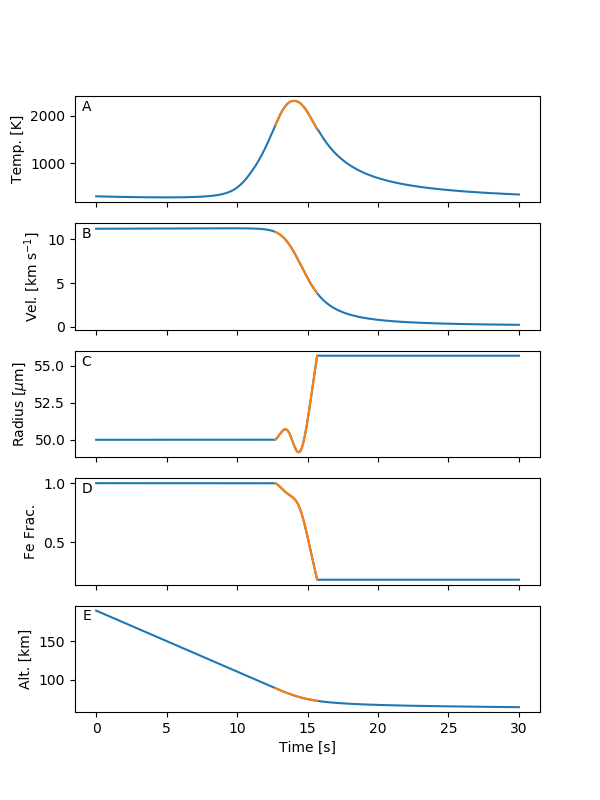 A
2000
1000
Temp. [K]
B
10
5
0
Vel. [km s⁻¹]
C
55.0
52.5
50.0
Radius [μm]
D
1.0
0.5
Fe Frac.
E
150
100
Alt. [km]
0 5 10 15 20 25 30
Time [s]